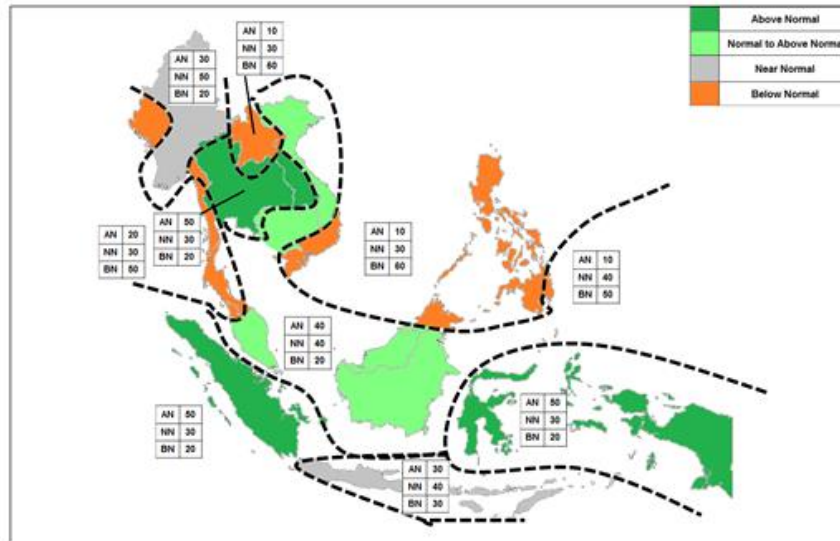 Above Normal
Normal to Above Normal
Near Normal
Below Normal
AN 10
NN 30
BN 60
AN 30
NN 50
BN 20
AN 50
NN 30
BN 20
AN 20
NN 30
BN 50
AN 10
NN 30
BN 60
AN 10
NN 40
BN 50
AN 40
NN 40
BN 20
AN 50
NN 30
BN 20
AN 50
NN 30
BN 20
AN 30
NN 40
BN 30